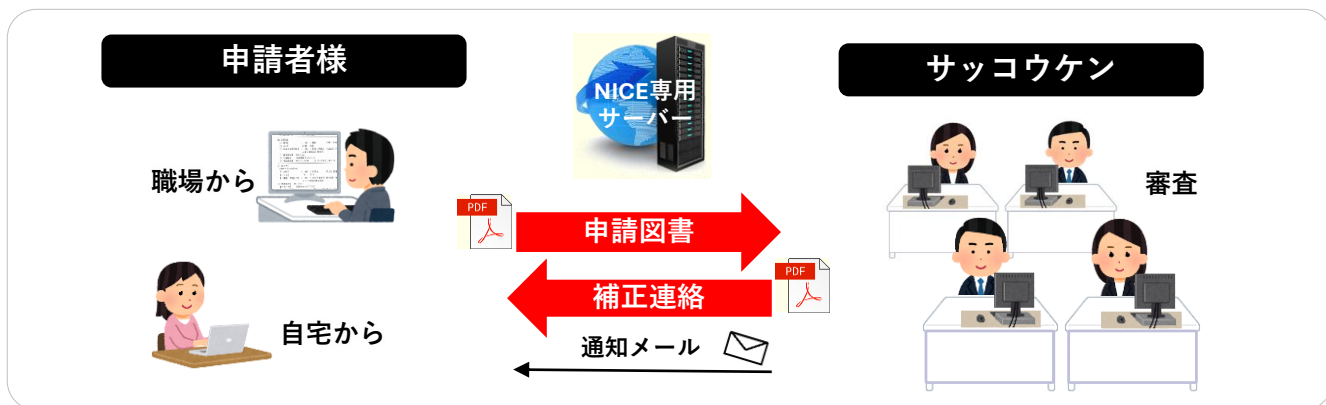 申請者様
NICE専用
サーバー
サッコウケン
職場から
審査
PDF
申請図書
PDF
補正連絡
自宅から
通知メール